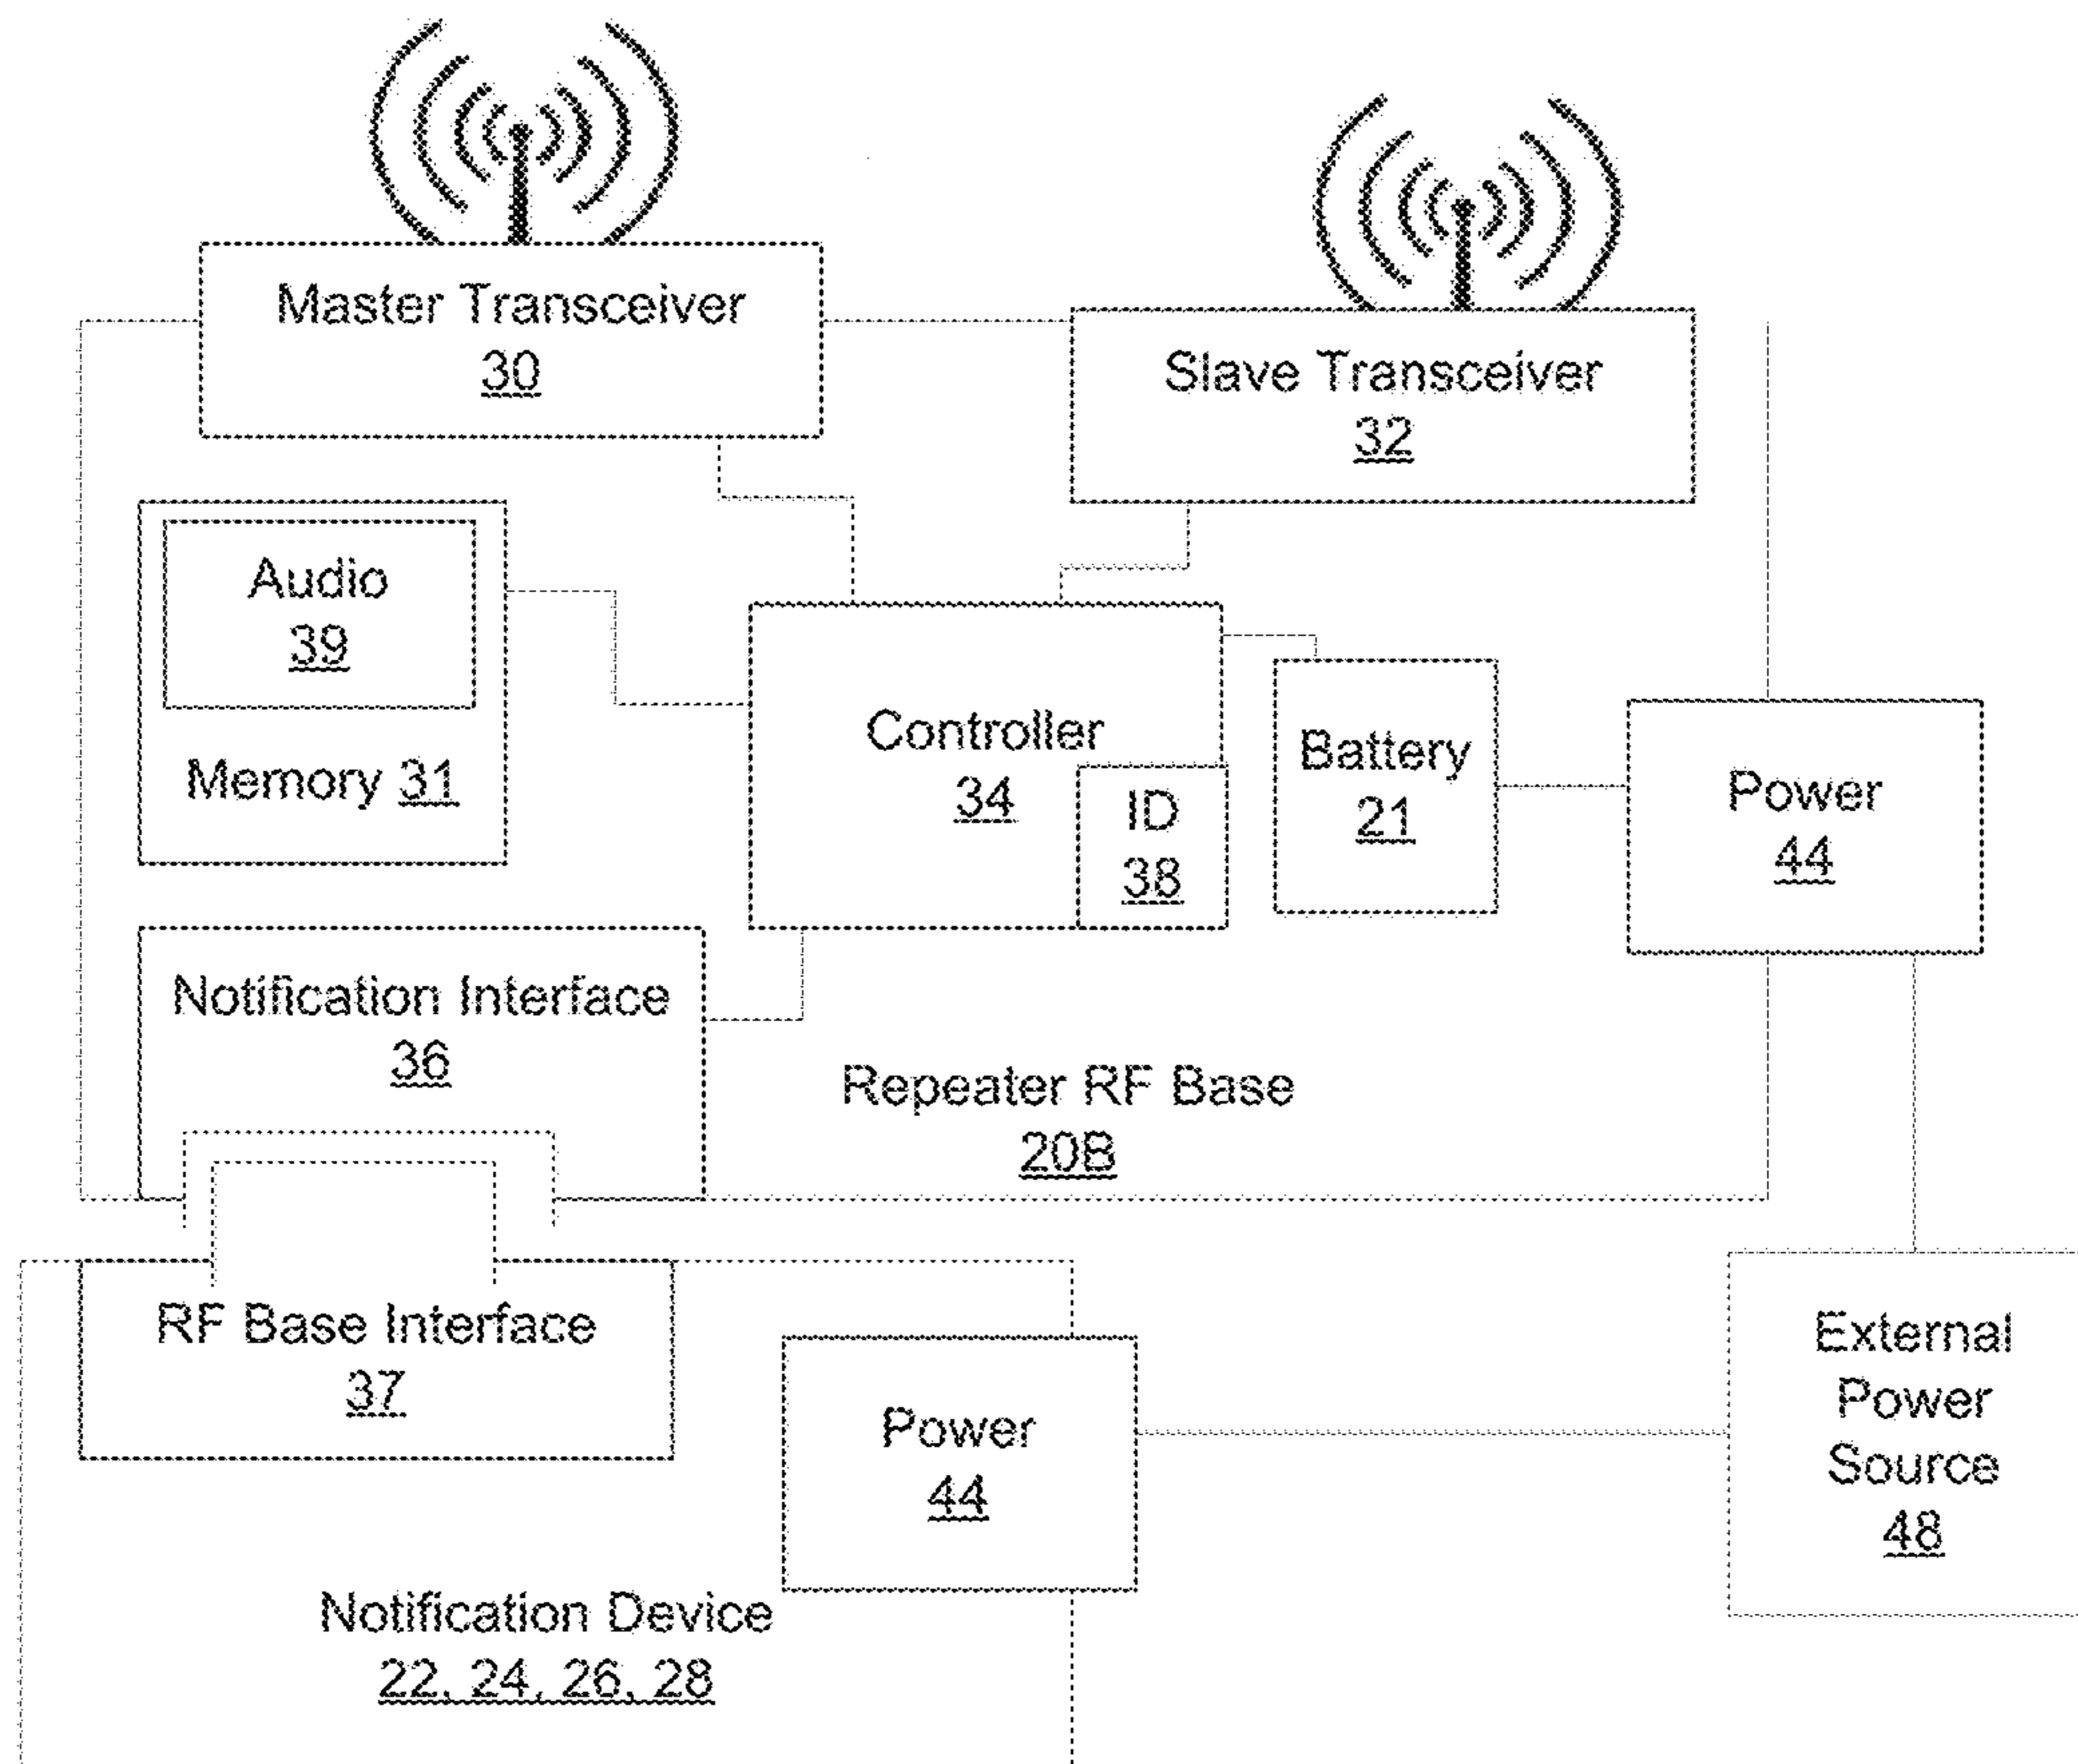 Master Transceiver
30
Slave Transceiver
32
Audio
39
Memory 31
Controller
34
ID
38
Battery
21
Power
44
Notification Interface
36
Repeater RF Base
20B
RF Base Interface
37
Power
44
External
Power
Source
48
Notification Device
22, 24, 26, 28